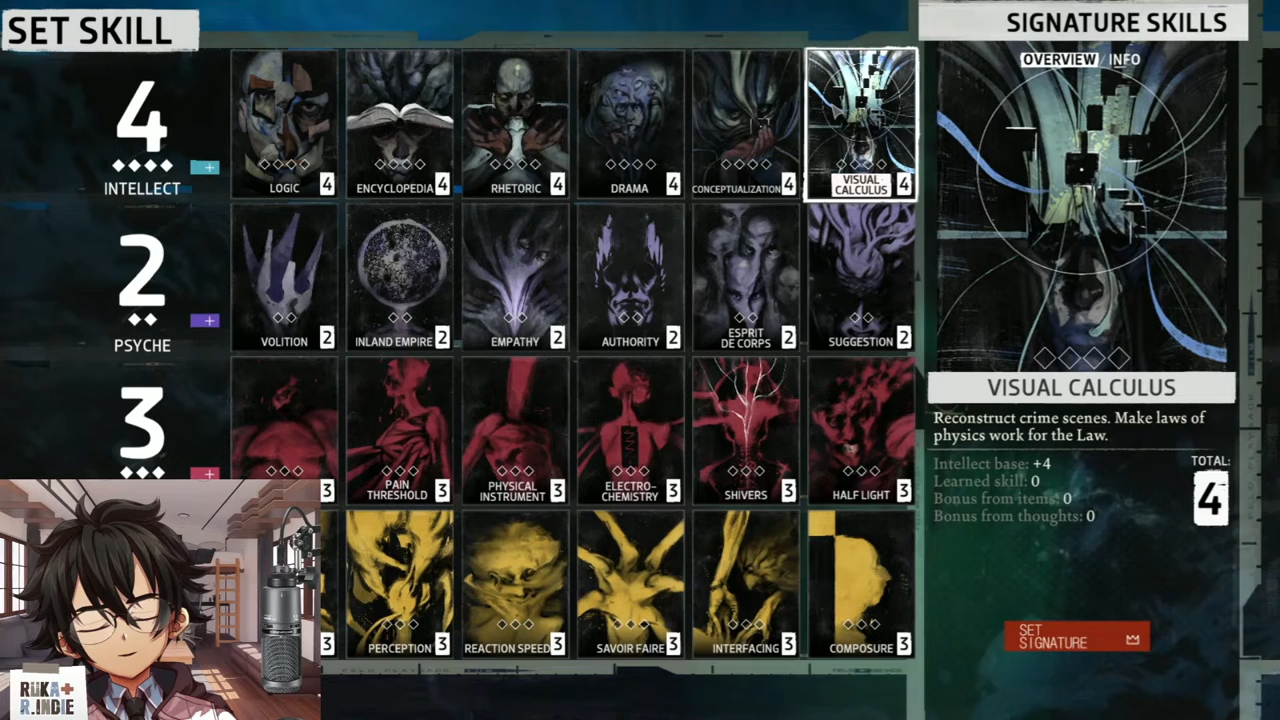 SET SKILL
4
INTELLECT
+
LOGIC 4
ENCYCLOPEDIA 4
RHETORIC 4
DRAMA 4
CONCEPTUALIZATION 4
VISUAL
CALCULUS 4
2
PSYCHE
+
VOLITION 2
INLAND EMPIRE 2
EMPATHY 2
AUTHORITY 2
ESPRIT
DE CORPS 2
SUGGESTION 2
3
+
3
PAIN
THRESHOLD 3
PHYSICAL
INSTRUMENT 3
ELECTRO-
CHEMISTRY 3
SHIVERS 3
HALF LIGHT 3
3
PERCEPTION 3
REACTION SPEED 3
SAVOIR FAIRE 3
INTERFACING 3
COMPOSURE 3
SIGNATURE SKILLS
OVERVIEW / INFO
VISUAL CALCULUS
Reconstruct crime scenes. Make laws of
physics work for the Law.
Intellect base: +4
Learned skill: 0
Bonus from items: 0
Bonus from thoughts: 0
TOTAL:
4
SET
SIGNATURE
RUKA+
R.INDIE